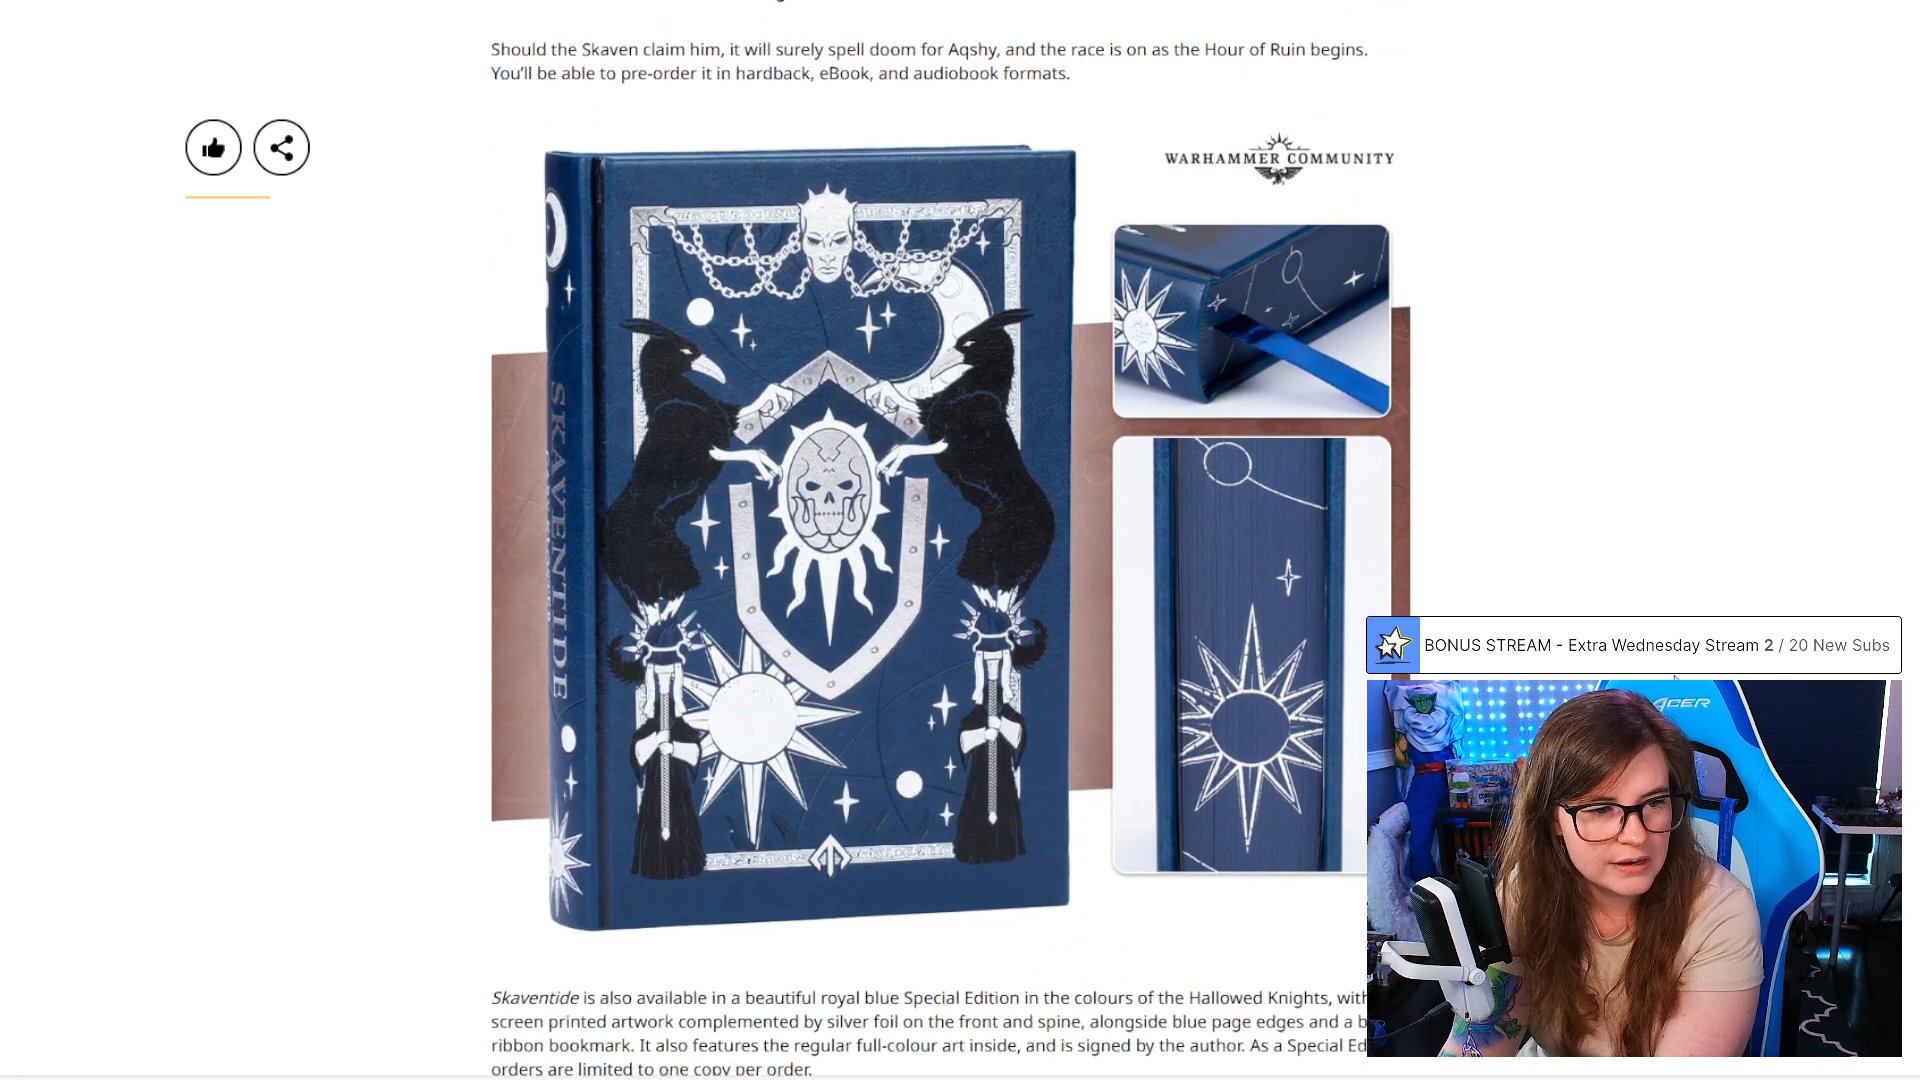 Should the Skaven claim him, it will surely spell doom for Aqshy, and the race is on as the Hour of Ruin begins.
You'll be able to pre-order it in hardback, eBook, and audiobook formats.
WARHAMMER COMMUNITY
SKAVENTIDE
BONUS STREAM - Extra Wednesday Stream 2 / 20 New Subs
ACER
Skaventide is also available in a beautiful royal blue Special Edition in the colours of the Hallowed Knights, with
screen printed artwork complemented by silver foil on the front and spine, alongside blue page edges and a b
ribbon bookmark. It also features the regular full-colour art inside, and is signed by the author. As a Special Ed
orders are limited to one copy per order.